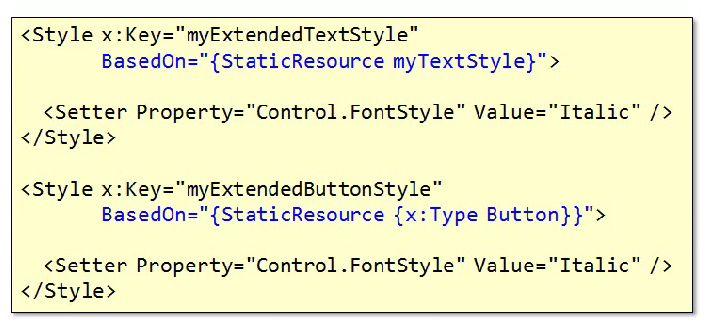 <Style x:Key="myExtendedTextStyle"
BasedOn="{StaticResource myTextStyle}">
<Setter Property="Control.FontStyle" Value="Italic" />
</Style>
<Style x:Key="myExtendedButtonStyle"
BasedOn="{StaticResource {x:Type Button}}">
<Setter Property="Control.FontStyle" Value="Italic" />
</Style>